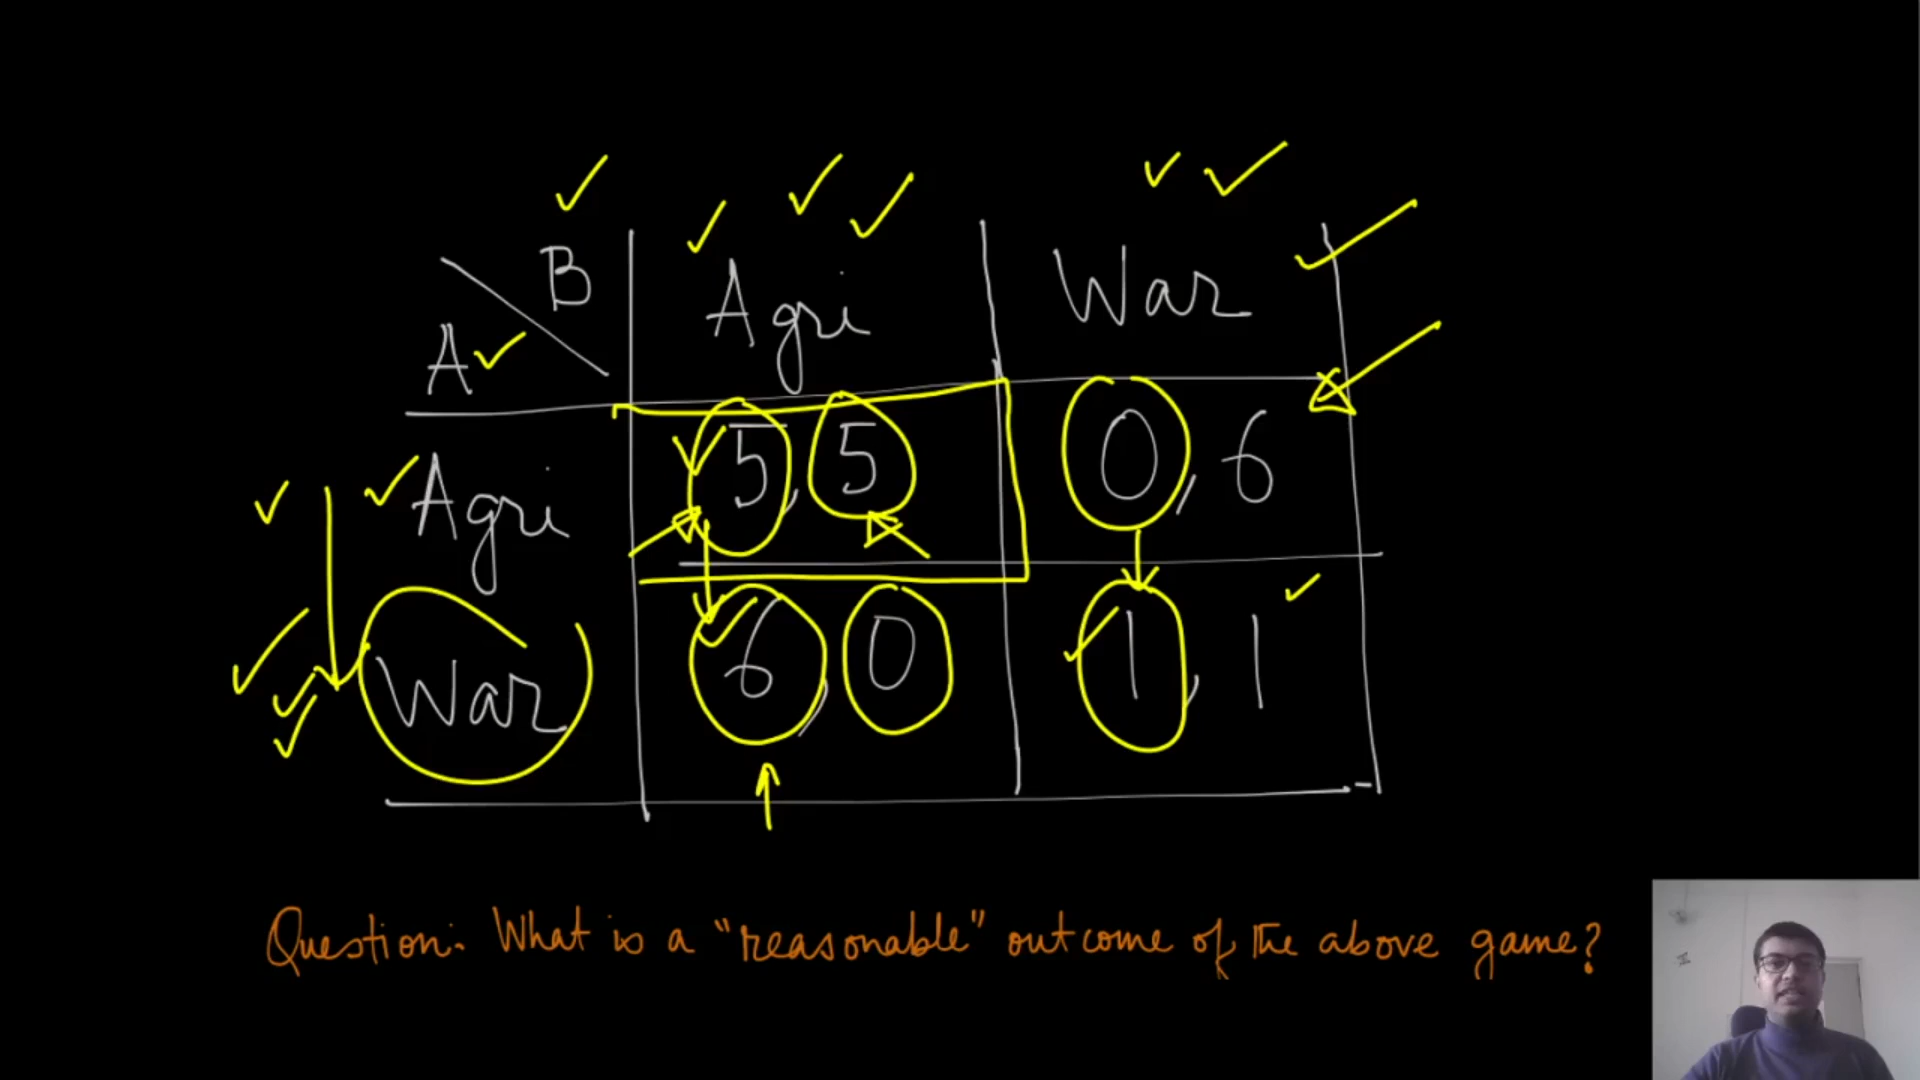 B
A
Agri War
Agri 5, 5 0, 6
War 6, 0 1, 1
Question: What is a "reasonable" outcome of the above game?